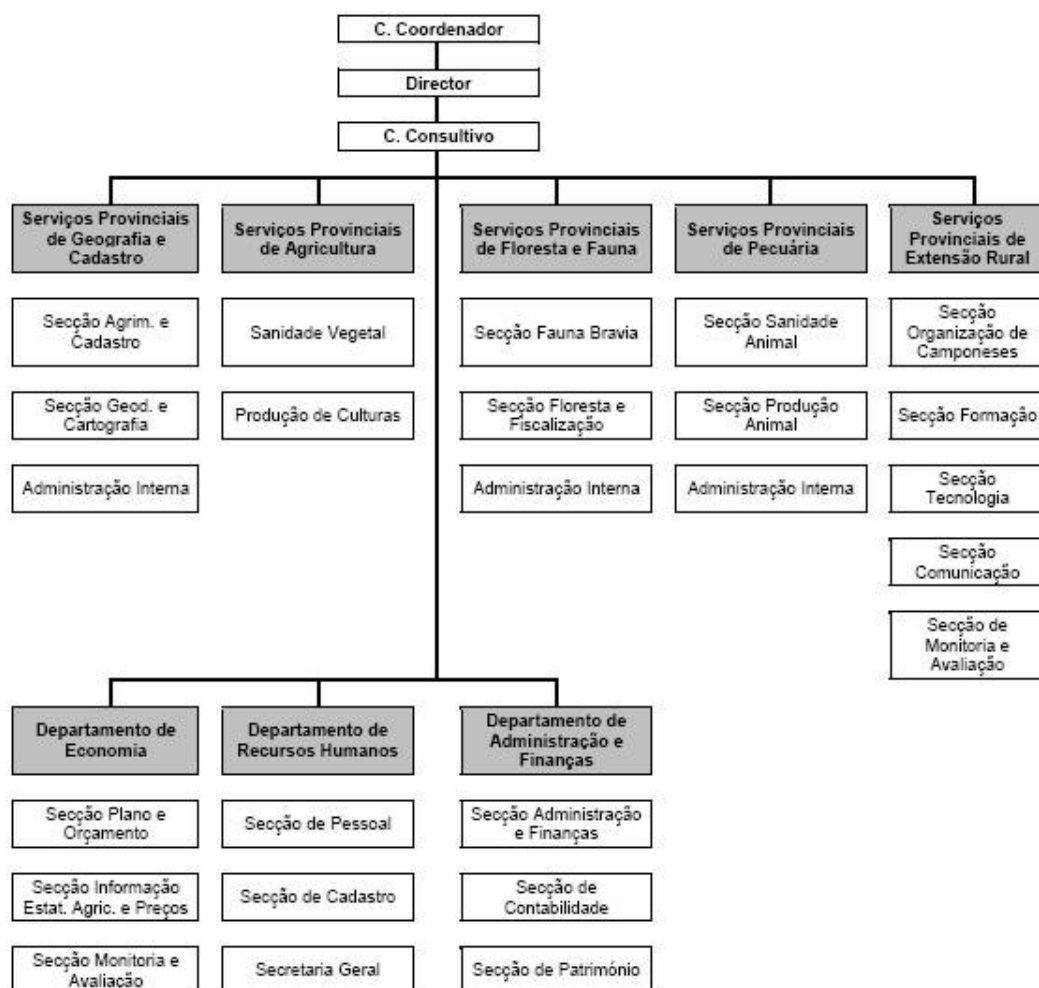 C. Coordenador
Director
C. Consultivo
Serviços Provinciais
de Geografia e
Cadastro
Serviços Provinciais
de Agricultura
Serviços Provinciais
de Floresta e Fauna
Serviços Provinciais
de Pecuária
Serviços
Provinciais de
Extensão Rural
Secção Agrim. e
Cadastro
Sanidade Vegetal
Secção Fauna Bravia
Secção Sanidade
Animal
Secção
Organização de
Camponeses
Secção Geod. e
Cartografia
Produção de Culturas
Secção Floresta e
Fiscalização
Secção Produção
Animal
Secção Formação
Administração Interna
Administração Interna
Administração Interna
Secção
Tecnologia
Secção
Comunicação
Secção de
Monitoria e
Avaliação
Departamento de
Economia
Departamento de
Recursos Humanos
Departamento de
Administração e
Finanças
Secção Plano e
Orçamento
Secção de Pessoal
Secção Administração
e Finanças
Secção Informação
Estat. Agric. e Preços
Secção de Cadastro
Secção de
Contabilidade
Secção Monitoria e
Avaliação
Secretaria Geral
Secção de Património